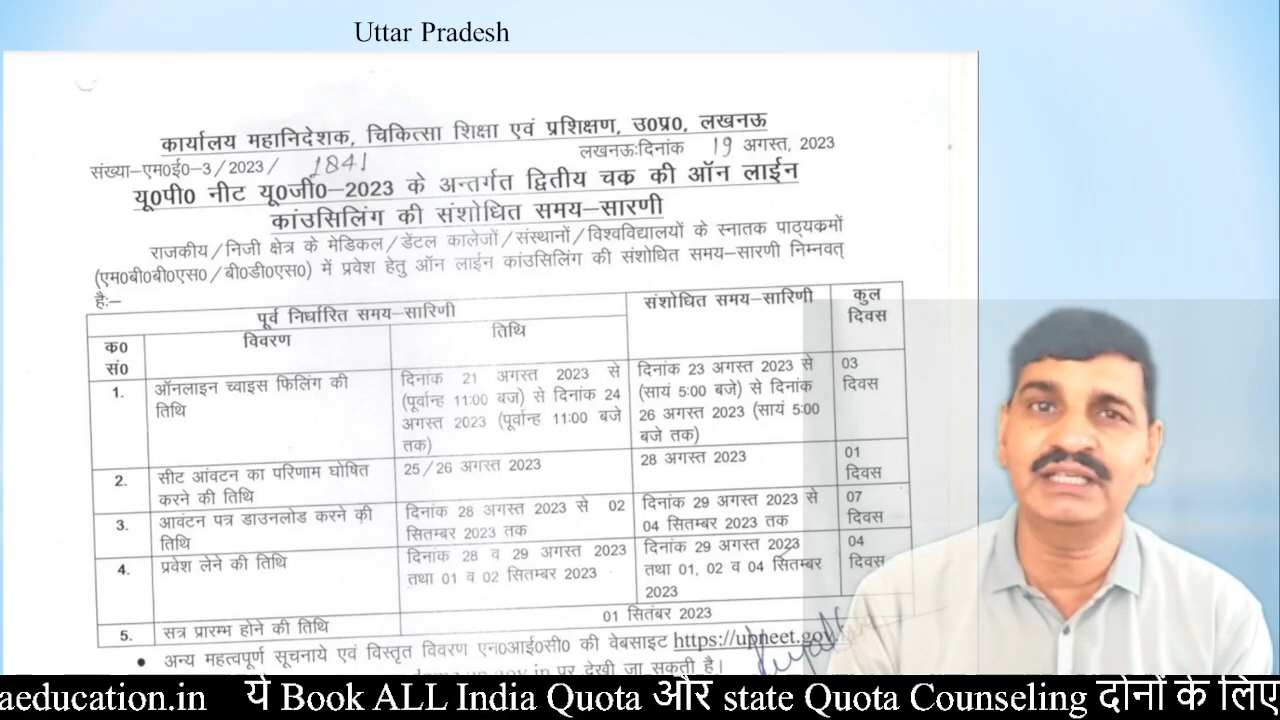 Uttar Pradesh
कार्यालय महानिदेशक, चिकित्सा शिक्षा एवं प्रशिक्षण, उ0प्र0, लखनऊ
संख्या–एम0ई0–3/2023/ 1841
लखनऊःदिनांक 19 अगस्त, 2023
यू0पी0 नीट यू0जी0–2023 के अन्तर्गत द्वितीय चक्र की ऑन लाईन
कांउसिलिंग की संशोधित समय–सारणी
राजकीय/निजी क्षेत्र के मेडिकल/डेंटल कालेजों/संस्थानों/विश्वविद्यालयों के स्नातक पाठ्यकमों
(एम0बी0बी0एस0/बी0डी0एस0) में प्रवेश हेतु ऑन लाईन कांउसिलिंग की संशोधित समय–सारणी निम्नवत्
है:–
पूर्व निर्धारित समय–सारिणी
संशोधित समय–सारिणी
कुल
दिवस
क0
सं0
विवरण
तिथि
1.
ऑनलाइन च्वाइस फिलिंग की
तिथि
दिनांक 21 अगस्त 2023 से
(पूर्वान्ह 11:00 बजे) से दिनांक 24
अगस्त 2023 (पूर्वान्ह 11:00 बजे
तक)
दिनांक 23 अगस्त 2023 से
(सायं 5:00 बजे) से दिनांक
26 अगस्त 2023 (सायं 5:00
बजे तक)
03
दिवस
2.
सीट आंवटन का परिणाम घोषित
करने की तिथि
25/26 अगस्त 2023
28 अगस्त 2023
01
दिवस
3.
आवंटन पत्र डाउनलोड करने की
तिथि
दिनांक 28 अगस्त 2023 से 02
सितम्बर 2023 तक
दिनांक 29 अगस्त 2023 से
04 सितम्बर 2023 तक
07
दिवस
4.
प्रवेश लेने की तिथि
दिनांक 28 व 29 अगस्त 2023
तथा 01 व 02 सितम्बर 2023
दिनांक 29 अगस्त 2023
तथा 01, 02 व 04 सितम्बर
2023
04
दिवस
5.
सत्र प्रारम्भ होने की तिथि
01 सितंबर 2023
• अन्य महत्वपूर्ण सूचनाये एवं विस्तृत विवरण एन0आई0सी0 की वेबसाइट https://upneet.gov
पर देखी जा सकती है।
aeducation.in ये Book ALL India Quota और state Quota Counseling दोनों के लिए